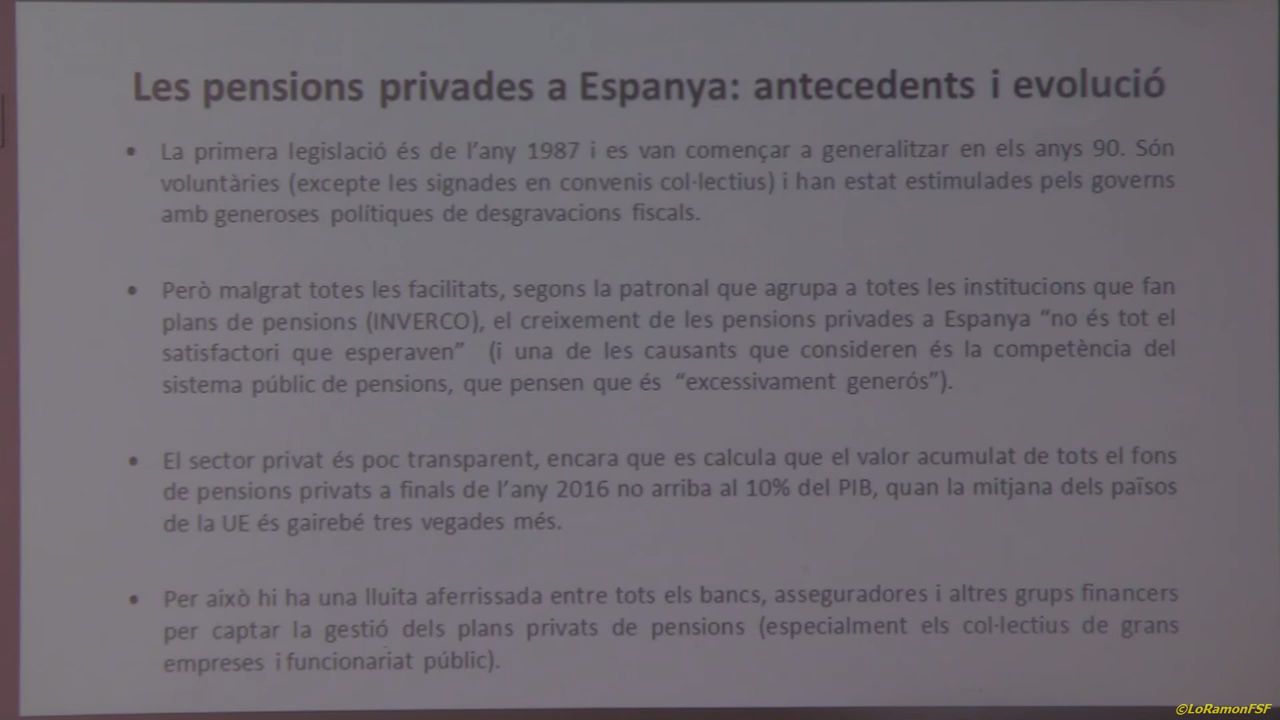 Les pensions privades a Espanya: antecedents i evolució
• La primera legislació és de l'any 1987 i es van començar a generalitzar en els anys 90. Són
voluntàries (excepte les signades en convenis col·lectius) i han estat estimulades pels governs
amb generoses polítiques de desgravacions fiscals.
• Però malgrat totes les facilitats, segons la patronal que agrupa a totes les institucions que fan
plans de pensions (INVERCO), el creixement de les pensions privades a Espanya “no és tot el
satisfactori que esperaven” (i una de les causants que consideren és la competència del
sistema públic de pensions, que pensen que és “excessivament generós”).
• El sector privat és poc transparent, encara que es calcula que el valor acumulat de tots el fons
de pensions privats a finals de l'any 2016 no arriba al 10% del PIB, quan la mitjana dels països
de la UE és gairebé tres vegades més.
• Per això hi ha una lluita aferrissada entre tots els bancs, asseguradores i altres grups financers
per captar la gestió dels plans privats de pensions (especialment els col·lectius de grans
empreses i funcionariat públic).
©LoRamonFSF